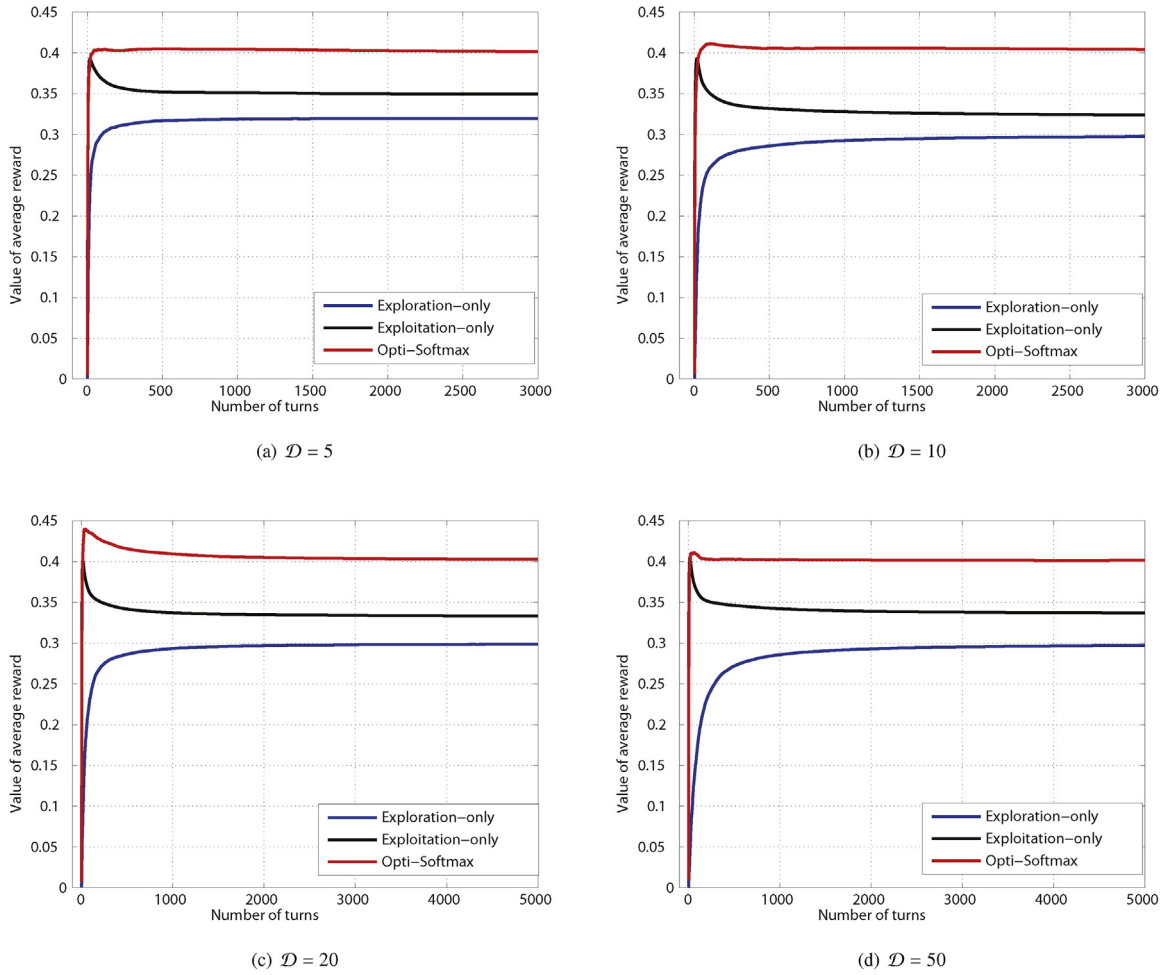 0.45
0.4
0.35
0.3
0.25
0.2
0.15
0.1
0.05
0
Value of average reward
0
500
1000
1500
2000
2500
3000
Number of turns
Exploration−only
Exploitation−only
Opti−Softmax
(a) 𝒟 = 5
0.45
0.4
0.35
0.3
0.25
0.2
0.15
0.1
0.05
0
Value of average reward
0
500
1000
1500
2000
2500
3000
Number of turns
Exploration−only
Exploitation−only
Opti−Softmax
(b) 𝒟 = 10
0.45
0.4
0.35
0.3
0.25
0.2
0.15
0.1
0.05
0
Value of average reward
0
1000
2000
3000
4000
5000
Number of turns
Exploration−only
Exploitation−only
Opti−Softmax
(c) 𝒟 = 20
0.45
0.4
0.35
0.3
0.25
0.2
0.15
0.1
0.05
0
Value of average reward
0
1000
2000
3000
4000
5000
Number of turns
Exploration−only
Exploitation−only
Opti−Softmax
(d) 𝒟 = 50